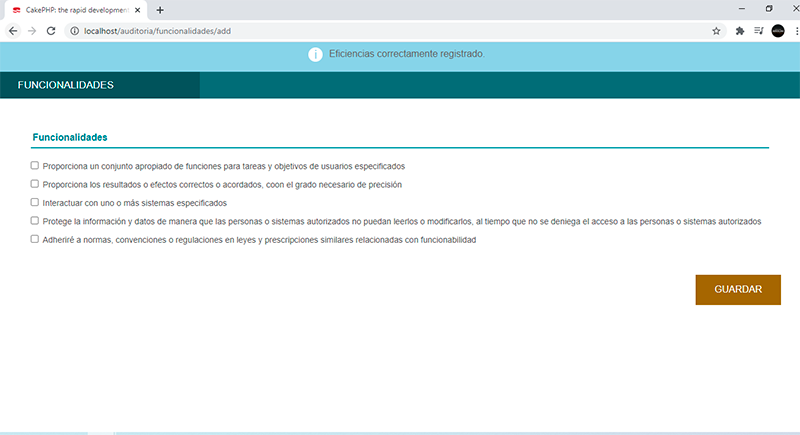 CakePHP: the rapid development
localhost/auditoria/funcionalidades/add
Eficiencias correctamente registrado.
FUNCIONALIDADES
Funcionalidades
Proporciona un conjunto apropiado de funciones para tareas y objetivos de usuarios especificados
Proporciona los resultados o efectos correctos o acordados, coon el grado necesario de precisión
Interactuar con uno o más sistemas especificados
Protege la información y datos de manera que las personas o sistemas autorizados no puedan leerlos o modificarlos, al tiempo que no se deniega el acceso a las personas o sistemas autorizados
Adheriré a normas, convenciones o regulaciones en leyes y prescripciones similares relacionadas con funcionabilidad
GUARDAR